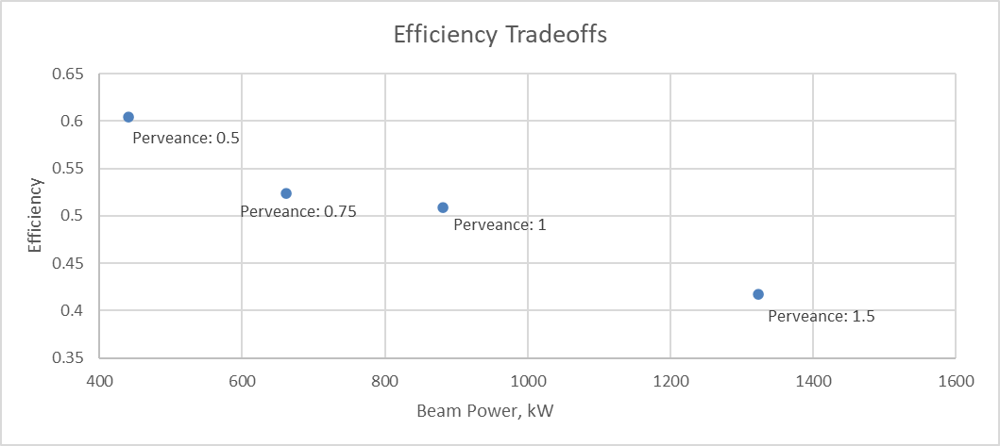 Efficiency Tradeoffs
0.65
0.6
0.55
0.5
0.45
0.4
0.35
Efficiency
Perveance: 0.5
Perveance: 0.75
Perveance: 1
Perveance: 1.5
400 600 800 1000 1200 1400 1600
Beam Power, kW